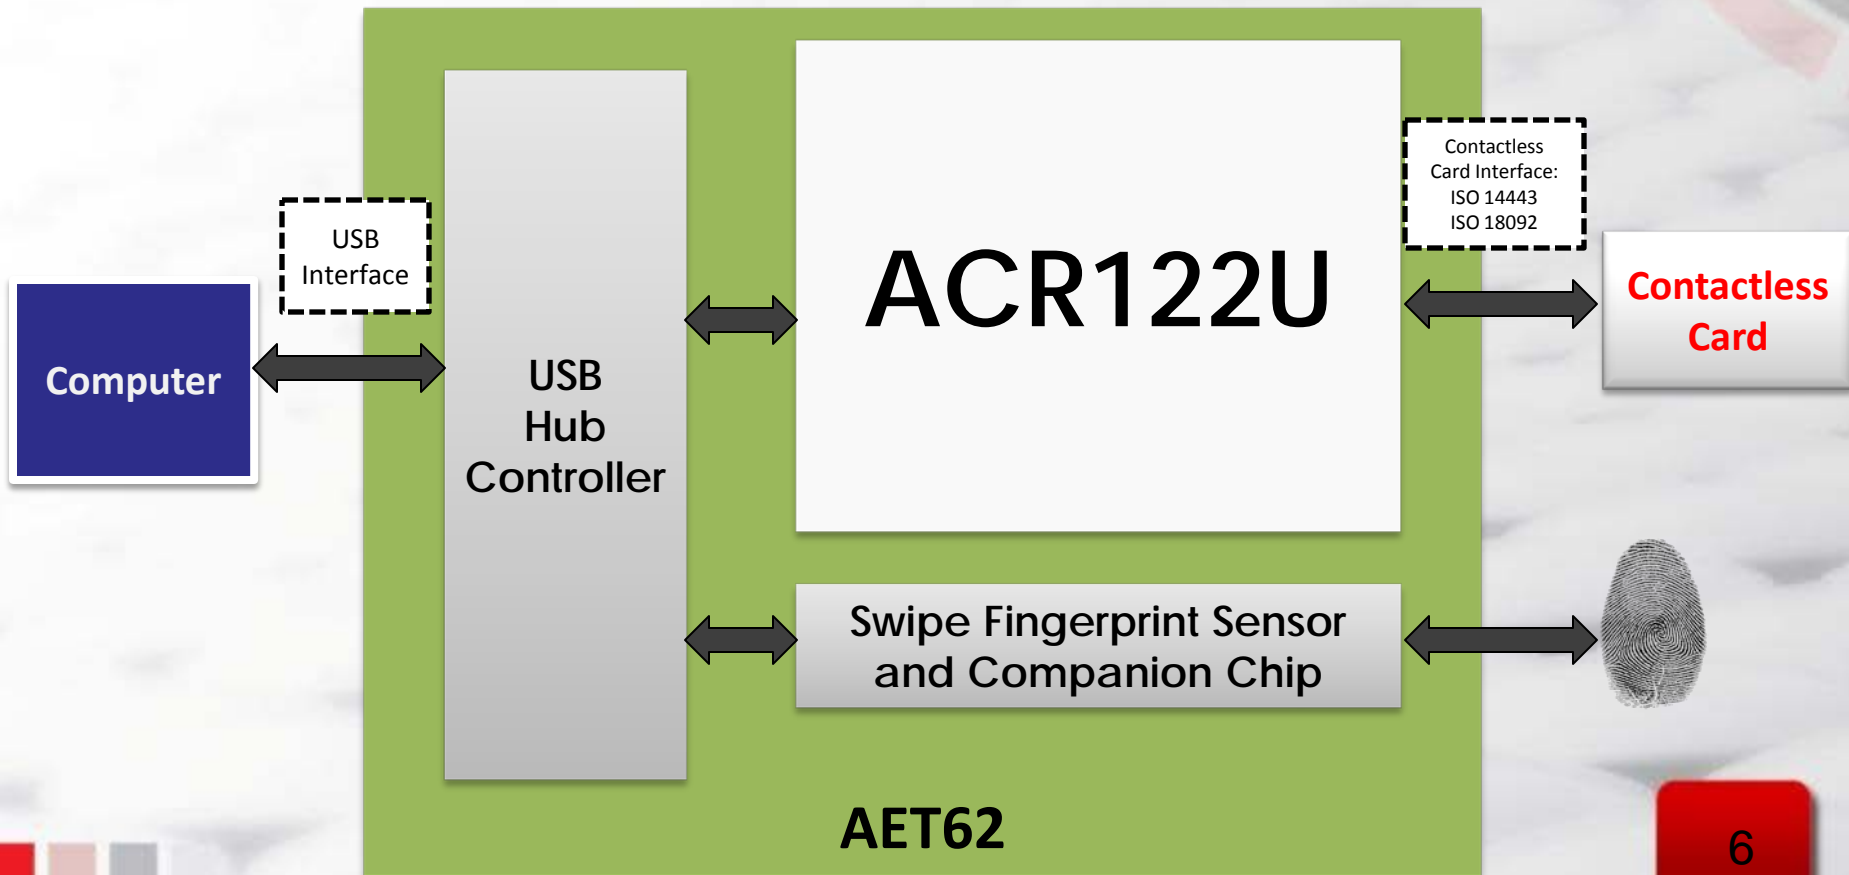 Computer
USB
Interface
USB
Hub
Controller
ACR122U
Contactless
Card Interface:
ISO 14443
ISO 18092
Contactless
Card
Swipe Fingerprint Sensor
and Companion Chip
AET62
6